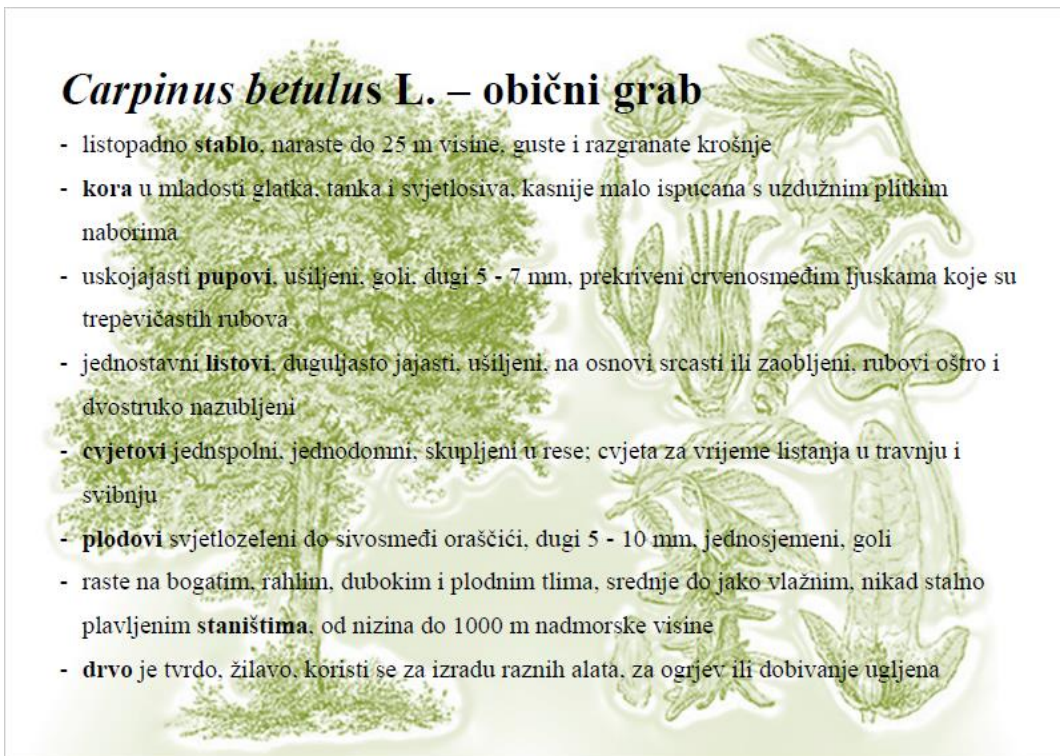 Carpinus betulus L. – obični grab
- listopadno stablo, naraste do 25 m visine, guste i razgranate krošnje
- kora u mladosti glatka, tanka i svjetlosiva, kasnije malo ispucana s uzdužnim plitkim
naborima
- uskojajasti pupovi, ušiljeni, goli, dugi 5 - 7 mm, prekriveni crvenosmeđim ljuskama koje su
trepevičastih rubova
- jednostavni listovi, duguljasto jajasti, ušiljeni, na osnovi srcasti ili zaobljeni, rubovi oštro i
dvostruko nazubljeni
- cvjetovi jednspolni, jednodomni, skupljeni u rese; cvjeta za vrijeme listanja u travnju i
svibnju
- plodovi svjetlozeleni do sivosmeđi oraščići, dugi 5 - 10 mm, jednosjemeni, goli
- raste na bogatim, rahlim, dubokim i plodnim tlima, srednje do jako vlažnim, nikad stalno
plavljenim staništima, od nizina do 1000 m nadmorske visine
- drvo je tvrdo, žilavo, koristi se za izradu raznih alata, za ogrjev ili dobivanje ugljena